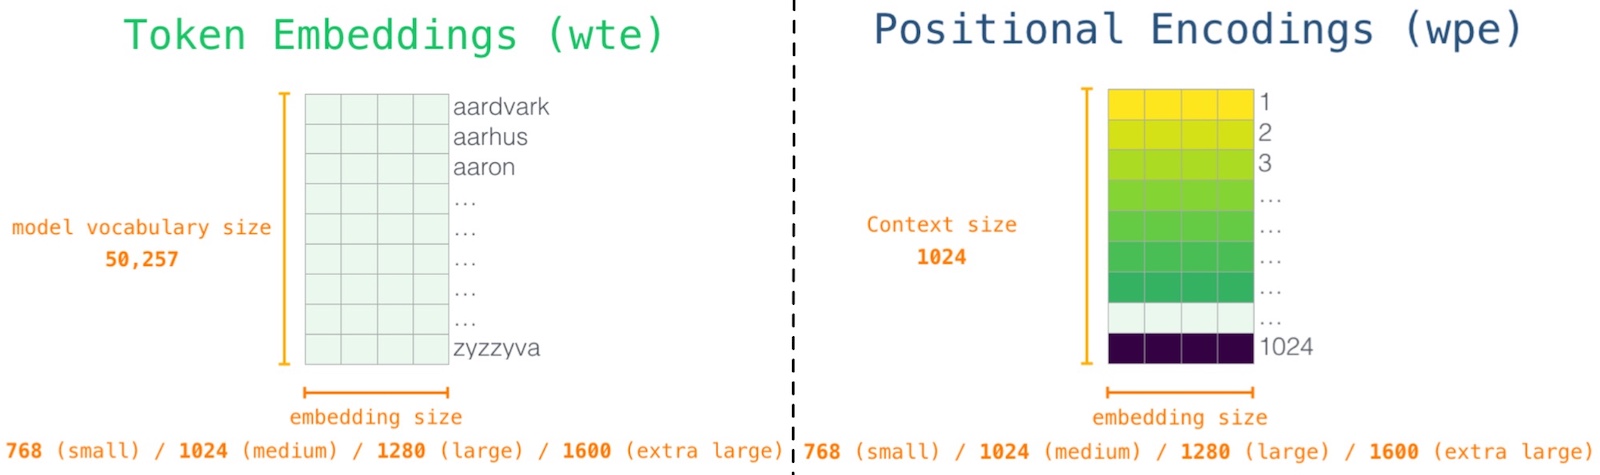 Token Embeddings (wte)
aardvark
aarhus
aaron
...
...
...
...
...
zyzzyva
model vocabulary size
50,257
embedding size
768 (small) / 1024 (medium) / 1280 (large) / 1600 (extra large)
Positional Encodings (wpe)
1
2
3
...
...
...
...
...
1024
Context size
1024
embedding size
768 (small) / 1024 (medium) / 1280 (large) / 1600 (extra large)